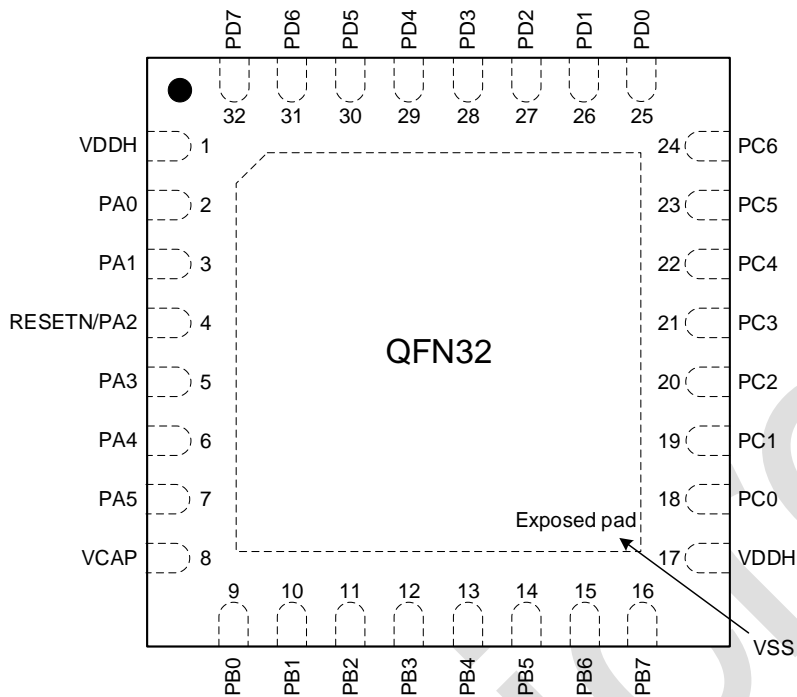 PD7 PD6 PD5 PD4 PD3 PD2 PD1 PD0
32 31 30 29 28 27 26 25
VDDH 1 24 PC6
PA0 2 23 PC5
PA1 3 22 PC4
RESETN/PA2 4 21 PC3
QFN32
PA3 5 20 PC2
PA4 6 19 PC1
PA5 7 18 PC0
Exposed pad
VCAP 8 17 VDDH
9 10 11 12 13 14 15 16
VSS
PB0 PB1 PB2 PB3 PB4 PB5 PB6 PB7